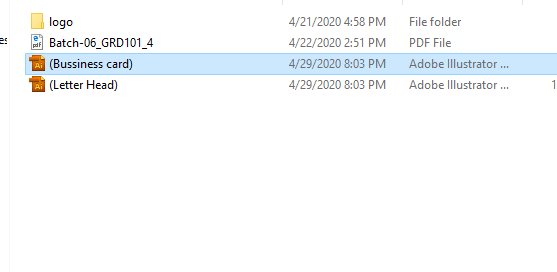 logo 4/21/2020 4:58 PM File folder
es
Batch-06_GRD101_4 4/22/2020 2:51 PM PDF File
(Bussiness card) 4/29/2020 8:03 PM Adobe Illustrator ...
(Letter Head) 4/29/2020 8:03 PM Adobe Illustrator ... 1